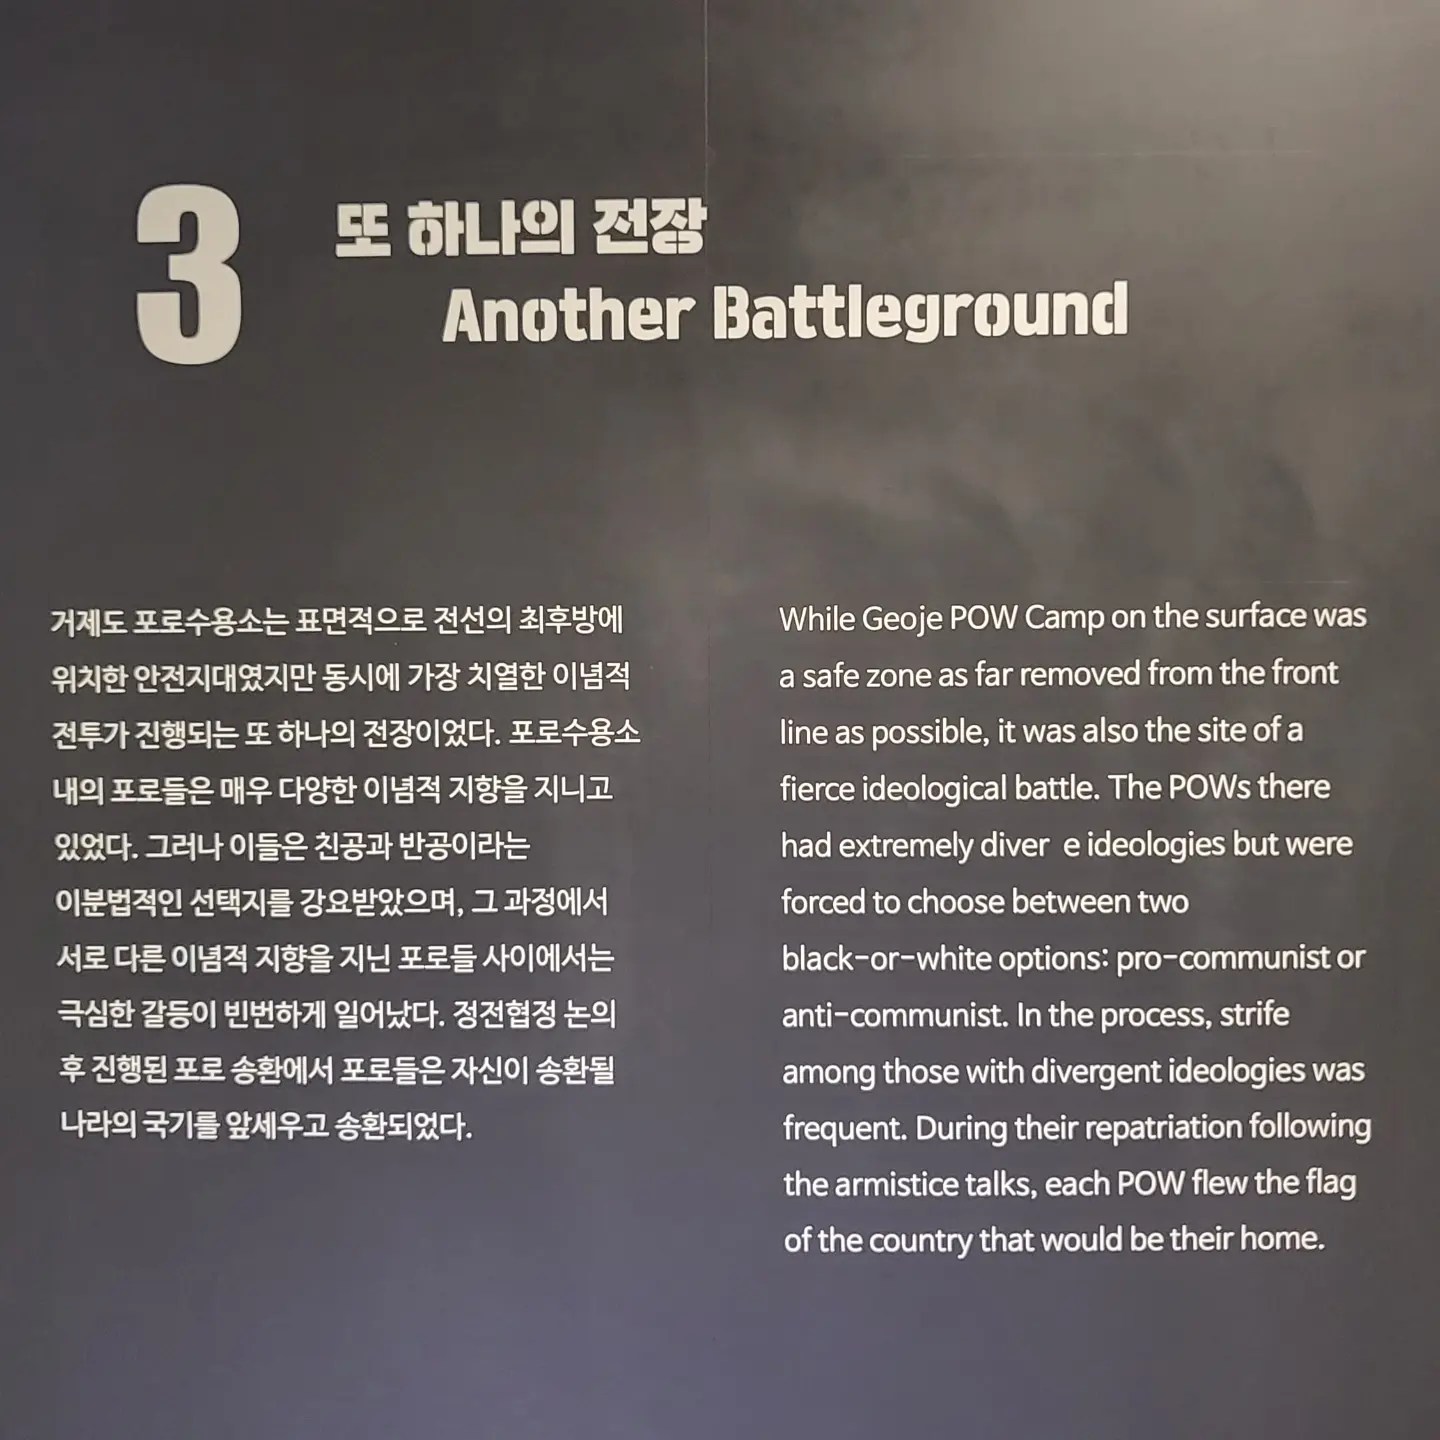 3
또 하나의 전장
Another Battleground
거제도 포로수용소는 표면적으로 전선의 최후방에
위치한 안전지대였지만 동시에 가장 치열한 이념적
전투가 진행되는 또 하나의 전장이었다. 포로수용소
내의 포로들은 매우 다양한 이념적 지향을 지니고
있었다. 그러나 이들은 친공과 반공이라는
이분법적인 선택지를 강요받았으며, 그 과정에서
서로 다른 이념적 지향을 지닌 포로들 사이에서는
극심한 갈등이 빈번하게 일어났다. 정전협정 논의
후 진행된 포로 송환에서 포로들은 자신이 송환될
나라의 국기를 앞세우고 송환되었다.
While Geoje POW Camp on the surface was
a safe zone as far removed from the front
line as possible, it was also the site of a
fierce ideological battle. The POWs there
had extremely diver e ideologies but were
forced to choose between two
black-or-white options: pro-communist or
anti-communist. In the process, strife
among those with divergent ideologies was
frequent. During their repatriation following
the armistice talks, each POW flew the flag
of the country that would be their home.